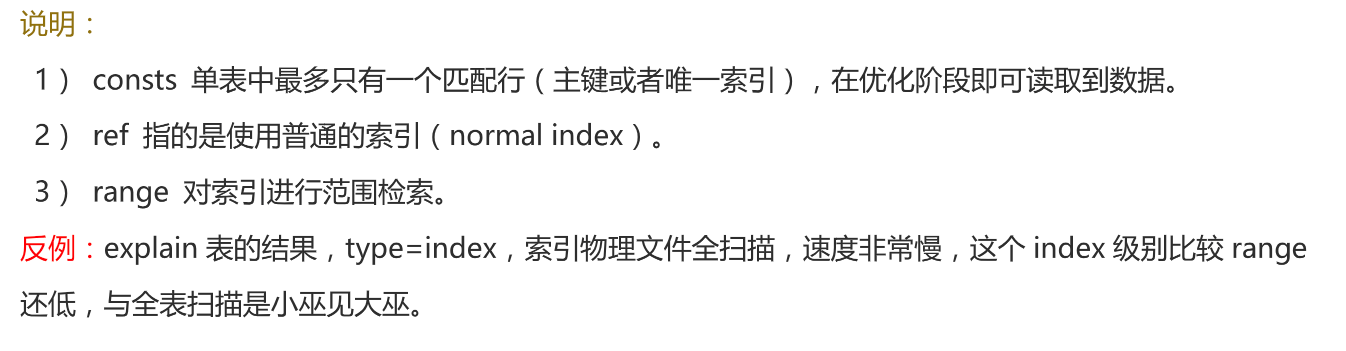 说明：
1） consts 单表中最多只有一个匹配行（主键或者唯一索引），在优化阶段即可读取到数据。
2） ref 指的是使用普通的索引（normal index）。
3） range 对索引进行范围检索。
反例：explain 表的结果，type=index，索引物理文件全扫描，速度非常慢，这个 index 级别比较 range
还低，与全表扫描是小巫见大巫。